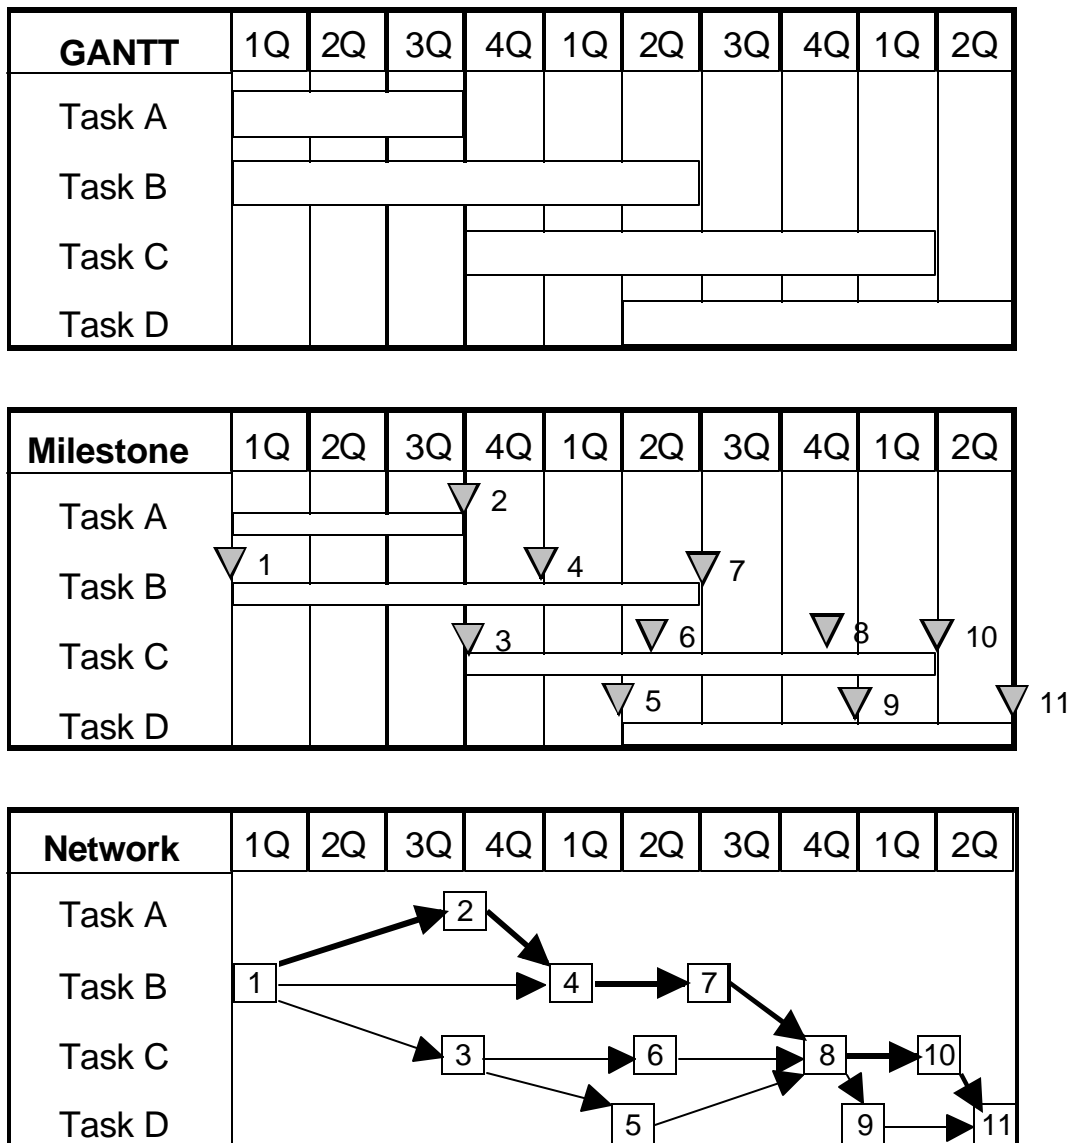 GANTT 1Q 2Q 3Q 4Q 1Q 2Q 3Q 4Q 1Q 2Q
Task A
Task B
Task C
Task D
Milestone 1Q 2Q 3Q 4Q 1Q 2Q 3Q 4Q 1Q 2Q
2
Task A
1 4 7
Task B
3 6 8 10
Task C
5 9 11
Task D
Network 1Q 2Q 3Q 4Q 1Q 2Q 3Q 4Q 1Q 2Q
Task A 2
Task B 1 4 7
Task C 3 6 8 10
Task D 5 9 11